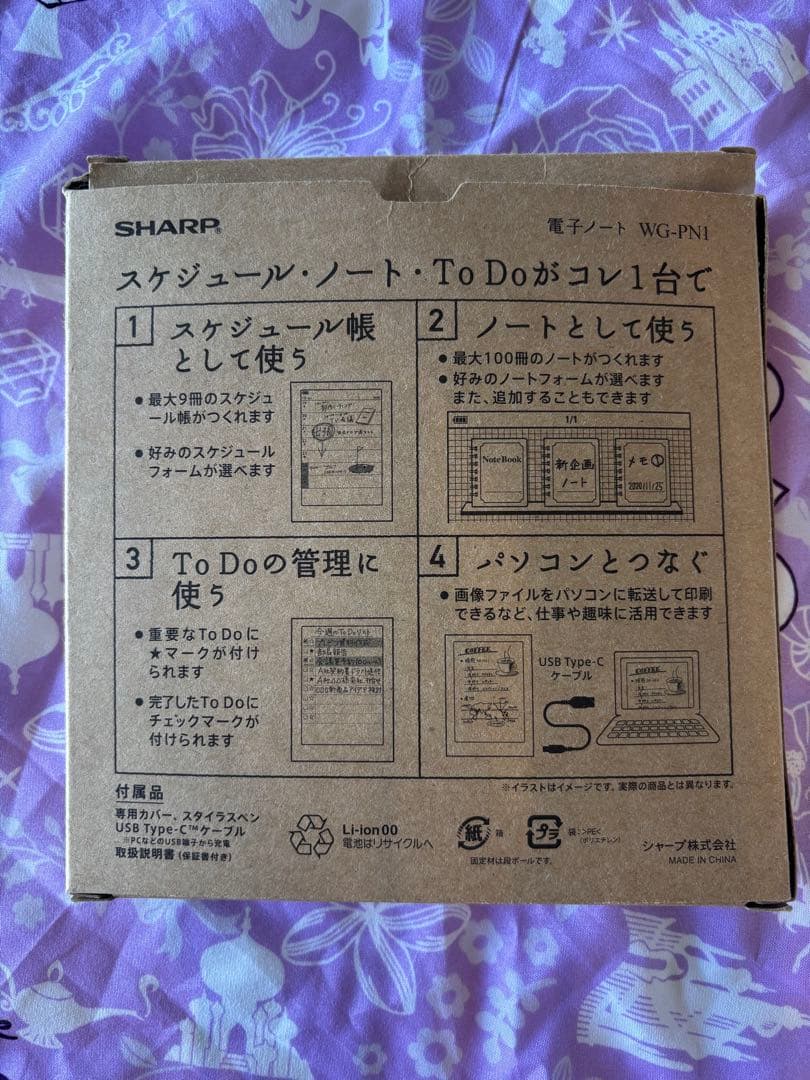 SHARP®
電子ノート WG-PN1
スケジュール・ノート・To Doがコレ1台で
1 スケジュール帳
として使う
● 最大9冊のスケジュ
ール帳がつくれます
● 好みのスケジュール
フォームが選べます
2 ノートとして使う
● 最大100冊のノートがつくれます
● 好みのノートフォームが選べます
また、追加することもできます
1/1
NoteBook
新企画
ノート
メモ①
2020/11/25
3 To Doの管理に
使う
● 重要なTo Doに
★マークが付け
られます
● 完了したTo Doに
チェックマークが
付けられます
今週のToDoリスト
部長報告
4 パソコンとつなぐ
● 画像ファイルをパソコンに転送して印刷
できるなど、仕事や趣味に活用できます
COFFEE
USB Type-C
ケーブル
COFFEE
※イラストはイメージです。実際の商品とは異なります。
付属品
専用カバー、スタイラスペン
USB Type-C™ケーブル
※PCなどのUSB端子から充電
取扱説明書(保証書付き)
Li-ion00
電池はリサイクルへ
紙 箱
プラ 袋:>PE<
(ポリエチレン)
固定材は段ボールです。
シャープ株式会社
MADE IN CHINA